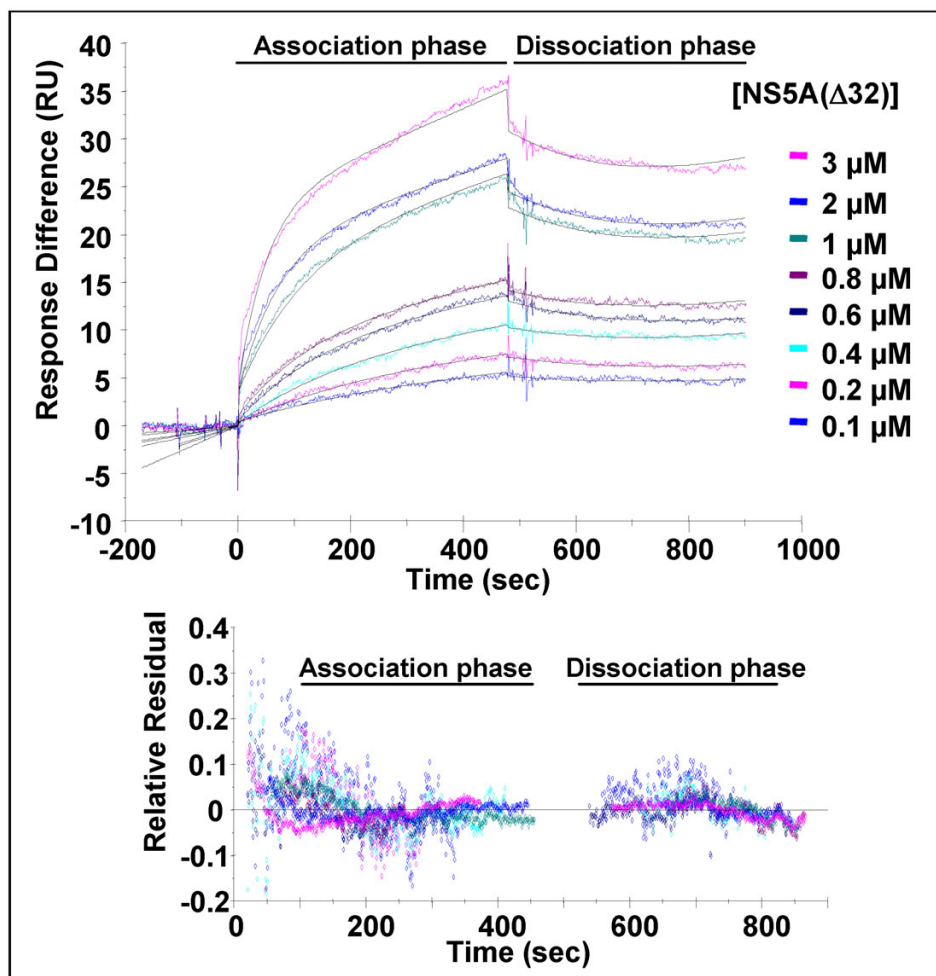 Association phase Dissociation phase
[NS5A(Δ32)]
3 µM
2 µM
1 µM
0.8 µM
0.6 µM
0.4 µM
0.2 µM
0.1 µM
Response Difference (RU)
40
35
30
25
20
15
10
5
0
-5
-10
-200 0 200 400 600 800 1000
Time (sec)
Association phase Dissociation phase
Relative Residual
0.4
0.3
0.2
0.1
0
-0.1
-0.2
0 200 400 600 800
Time (sec)